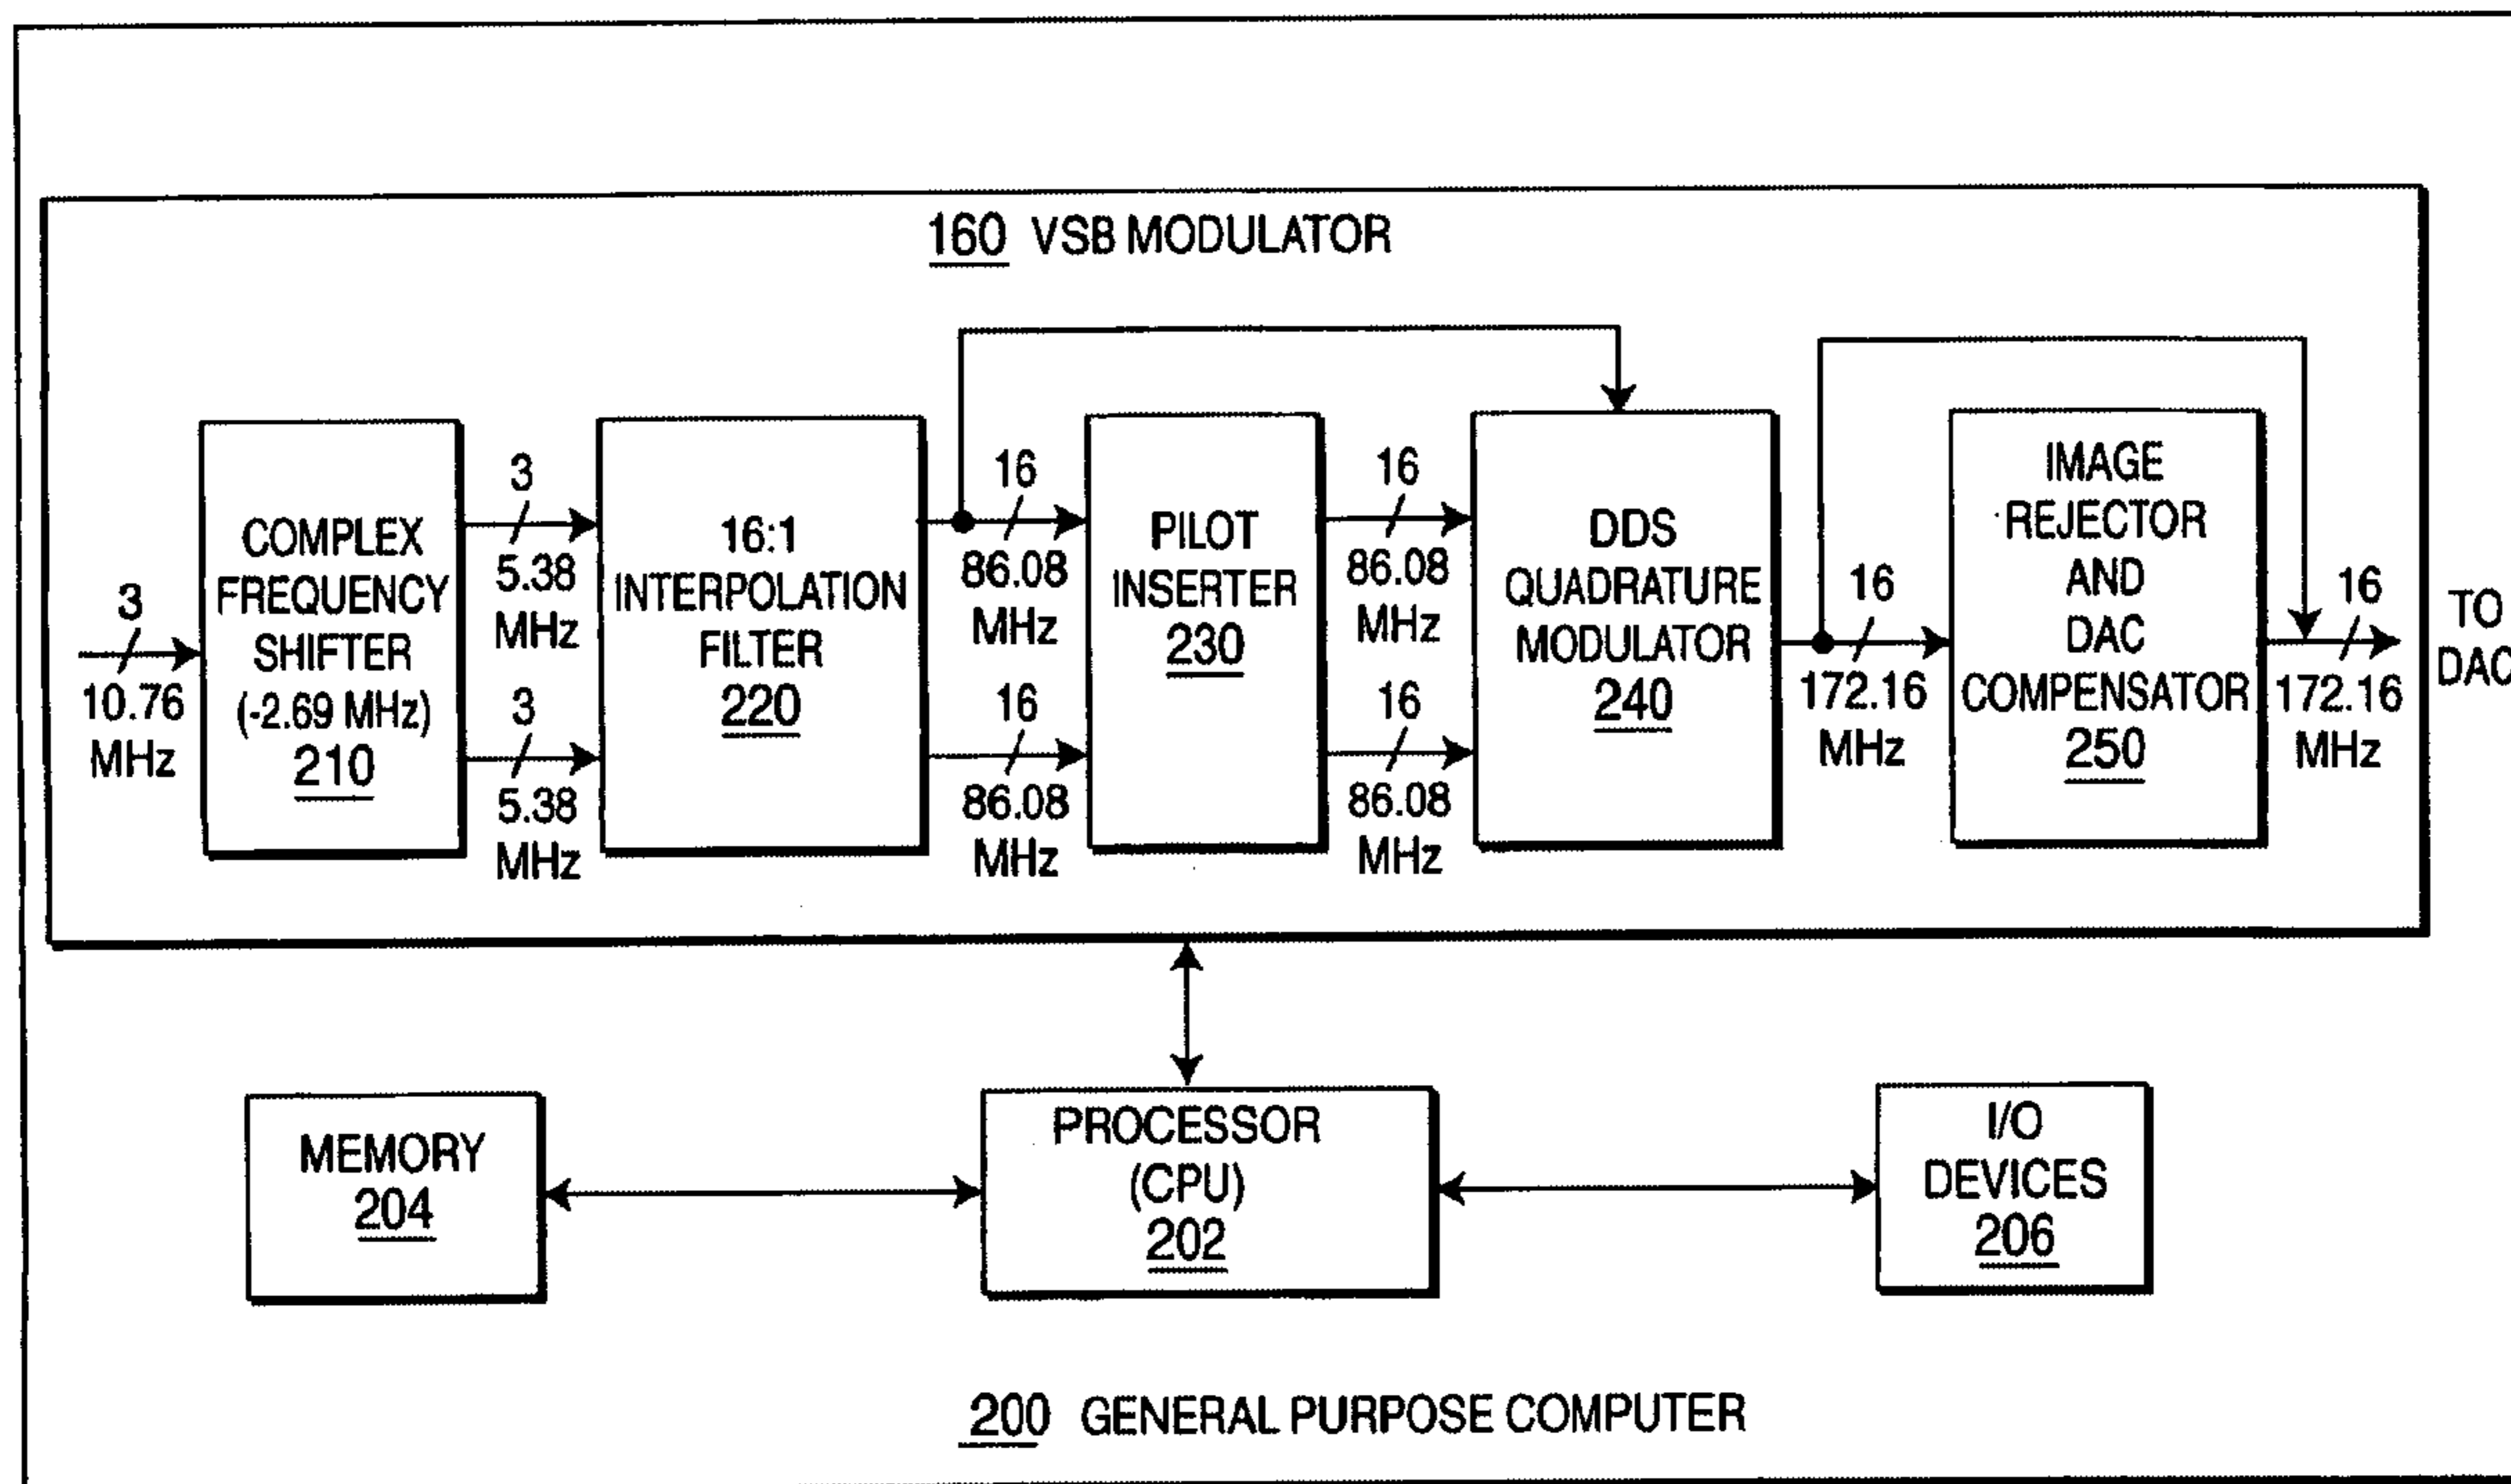 160 VSB MODULATOR
3
10.76
MHz
COMPLEX
FREQUENCY
SHIFTER
(-2.69 MHz)
210
3
5.38
MHz
3
5.38
MHz
16:1
INTERPOLATION
FILTER
220
16
86.08
MHz
16
86.08
MHz
PILOT
INSERTER
230
16
86.08
MHz
16
86.08
MHz
DDS
QUADRATURE
MODULATOR
240
16
172.16
MHz
IMAGE
REJECTOR
AND
DAC
COMPENSATOR
250
16
172.16
MHz
TO
DAC
MEMORY
204
PROCESSOR
(CPU)
202
I/O
DEVICES
206
200 GENERAL PURPOSE COMPUTER